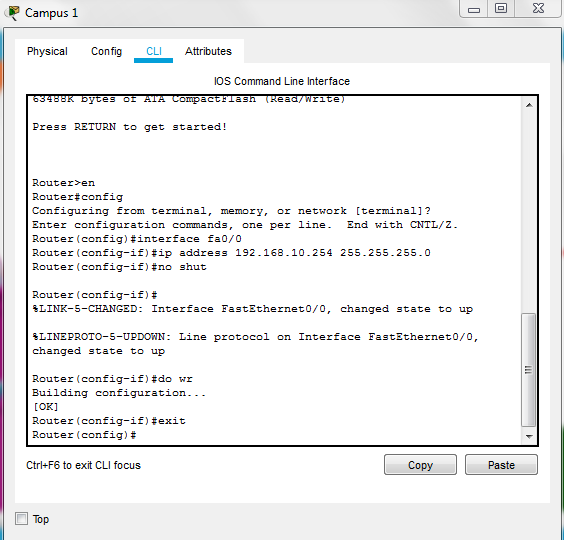 Campus 1
Physical Config CLI Attributes
IOS Command Line Interface
63488K bytes of ATA CompactFlash (Read/Write)
Press RETURN to get started!
Router>en
Router#config
Configuring from terminal, memory, or network [terminal]?
Enter configuration commands, one per line.  End with CNTL/Z.
Router(config)#interface fa0/0
Router(config-if)#ip address 192.168.10.254 255.255.255.0
Router(config-if)#no shut
Router(config-if)#
%LINK-5-CHANGED: Interface FastEthernet0/0, changed state to up
%LINEPROTO-5-UPDOWN: Line protocol on Interface FastEthernet0/0,
changed state to up
Router(config-if)#do wr
Building configuration...
[OK]
Router(config-if)#exit
Router(config)#
Ctrl+F6 to exit CLI focus Copy Paste
Top